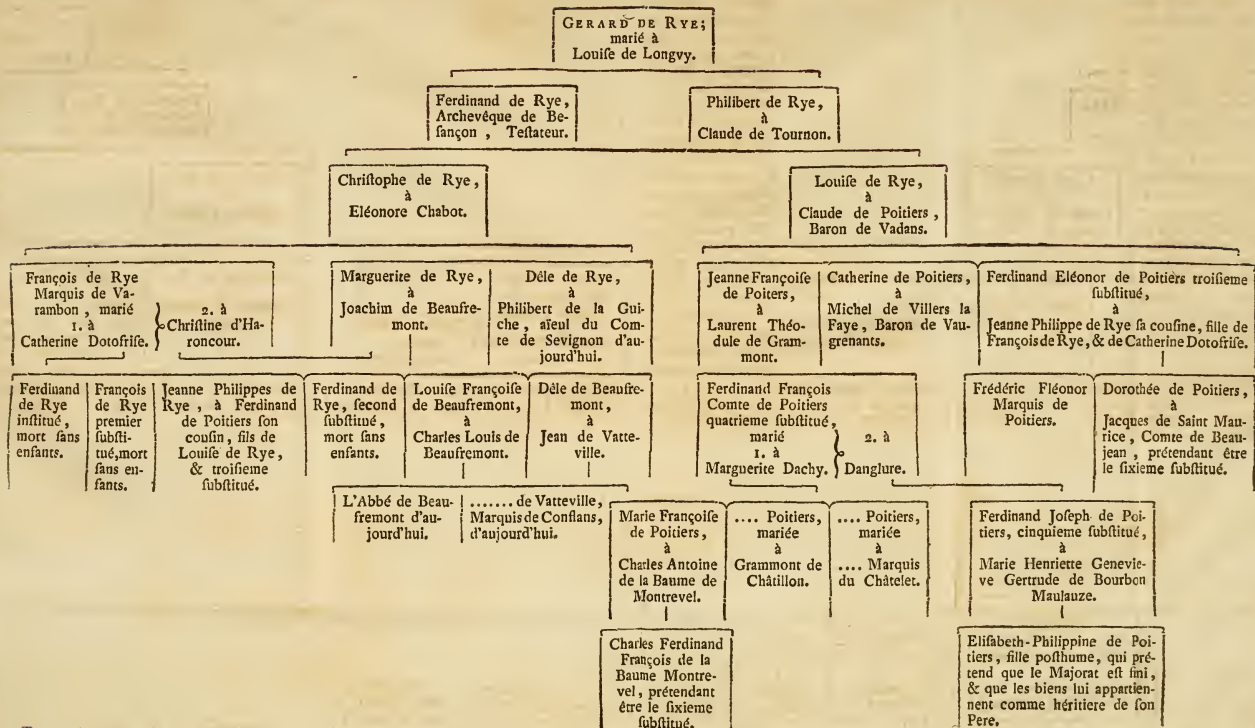 GERARD DE RYE;
marié à
Louiſe de Longvy.
Ferdinand de Rye,
Archevêque de Be-
ſançon , Teſtateur.
Philibert de Rye,
à
Claude de Tournon.
Chriſtophe de Rye,
à
Eléonore Chabot.
Louiſe de Rye,
à
Claude de Poitiers,
Baron de Vadans.
François de Rye
Marquis de Va-
rambon , marié
1. à
Catherine Dotofriſe.
2. à
Chriſtine d'Ha-
roncour.
Marguerite de Rye,
à
Joachim de Beaufre-
mont.
Dèle de Rye,
à
Philibert de la Gui-
che, aïeul du Com-
te de Sevignon d'au-
jourd'hui.
Jeanne Françoiſe
de Poiters,
à
Laurent Théo-
dule de Gram-
mont.
Catherine de Poitiers,
à
Michel de Villers la
Faye, Baron de Vau-
grenants.
Ferdinand Eléonor de Poitiers troiſieme
ſubſtitué,
à
Jeanne Philippe de Rye ſa couſine, fille de
François de Rye, & de Catherine Dotofriſe.
Ferdinand
de Rye
inſtitué,
mort ſans
enfants.
François
de Rye
premier
ſubſti-
tué,mort
ſans en-
fants.
Jeanne Philippes de
Rye , à Ferdinand
de Poitiers ſon
couſin, fils de
Louiſe de Rye,
& troiſieme
ſubſtitué.
Ferdinand de
Rye, ſecond
ſubſtitué,
mort ſans
enfants.
Louiſe Françoiſe
de Beaufremont,
à
Charles Louis de
Beaufremont.
Dèle de Beaufre-
mont,
à
Jean de Vatte-
ville.
Ferdinand François
Comte de Poitiers
quatrieme ſubſtitué,
marié
1. à
Marguerite Dachy.
2. à
Danglure.
Frédéric Fléonor
Marquis de
Poitiers.
Dorothée de Poitiers,
à
Jacques de Saint Mau-
rice, Comte de Beau-
jean , prétendant être
le ſixieme ſubſtitué.
L'Abbé de Beau-
fremont d'au-
jourd'hui.
....... de Vatteville,
Marquis de Conflans,
d'aujourd'hui.
Marie Françoiſe
de Poitiers,
à
Charles Antoine
de la Baume de
Montrevel.
.... Poitiers,
mariée
à
Grammont de
Châtillon.
.... Poitiers,
mariée
à
.... Marquis
du Châtelet.
Ferdinand Joſeph de Poi-
tiers, cinquieme ſubſtitué,
à
Marie Henriette Genevie-
ve Gertrude de Bourbon
Maulauze.
Charles Ferdinand
François de la
Baume Montre-
vel, prétendant
être le ſixieme
ſubſtitué.
Eliſabeth-Philippine de Poi-
tiers, fille poſthume, qui pré-
tend que le Majorat eſt fini,
& que les biens lui appartien-
nent comme héritiere de ſon
Pere.